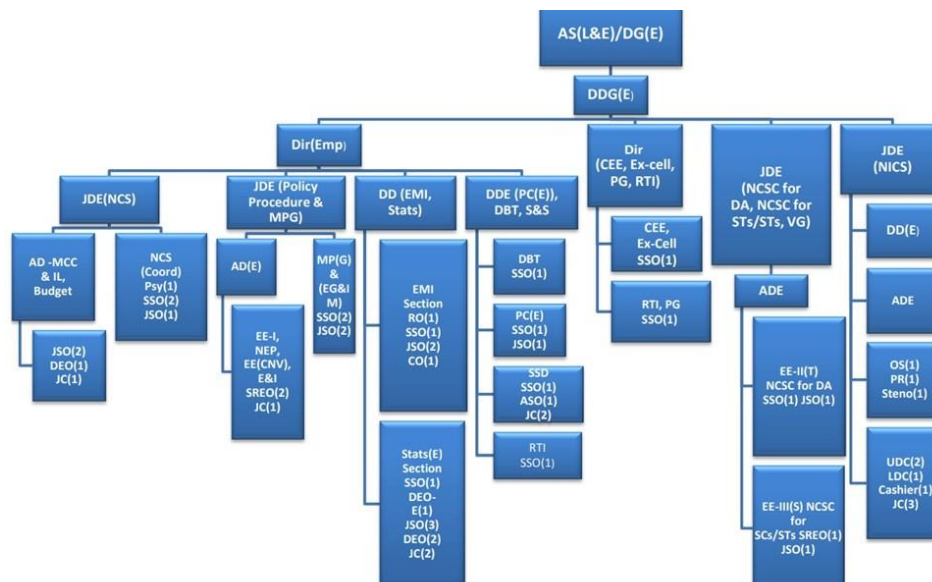 AS(L&E)/DG(E)
DDG(E)
Dir(Emp)
Dir
(CEE, Ex-cell,
PG, RTI)
JDE
(NCSC for
DA, NCSC for
STs/STs, VG)
JDE
(NICS)
JDE(NCS)
JDE (Policy
Procedure &
MPG)
DD (EMI,
Stats)
DDE (PC(E)),
DBT, S&S
AD -MCC
& IL,
Budget
JSO(2)
DEO(1)
JC(1)
NCS
(Coord)
Psy(1)
SSO(2)
JSO(1)
AD(E)
EE-I,
NEP,
EE(CNV),
E&I
SREO(2)
JC(1)
MP(G)
&
(EG&I
M)
SSO(2)
JSO(2)
EMI
Section
RO(1)
SSO(1)
JSO(2)
CO(1)
Stats(E)
Section
SSO(1)
DEO-
E(1)
JSO(3)
DEO(2)
JC(2)
DBT
SSO(1)
PC(E)
SSO(1)
JSO(1)
SSD
SSO(1)
ASO(1)
JC(2)
RTI
SSO(1)
CEE,
Ex-Cell
SSO(1)
RTI, PG
SSO(1)
ADE
EE-II(T)
NCSC for DA
SSO(1) JSO(1)
EE-III(S) NCSC
for
SCs/STs SREO(1)
JSO(1)
DD(E)
ADE
OS(1)
PR(1)
Steno(1)
UDC(2)
LDC(1)
Cashier(1)
JC(3)